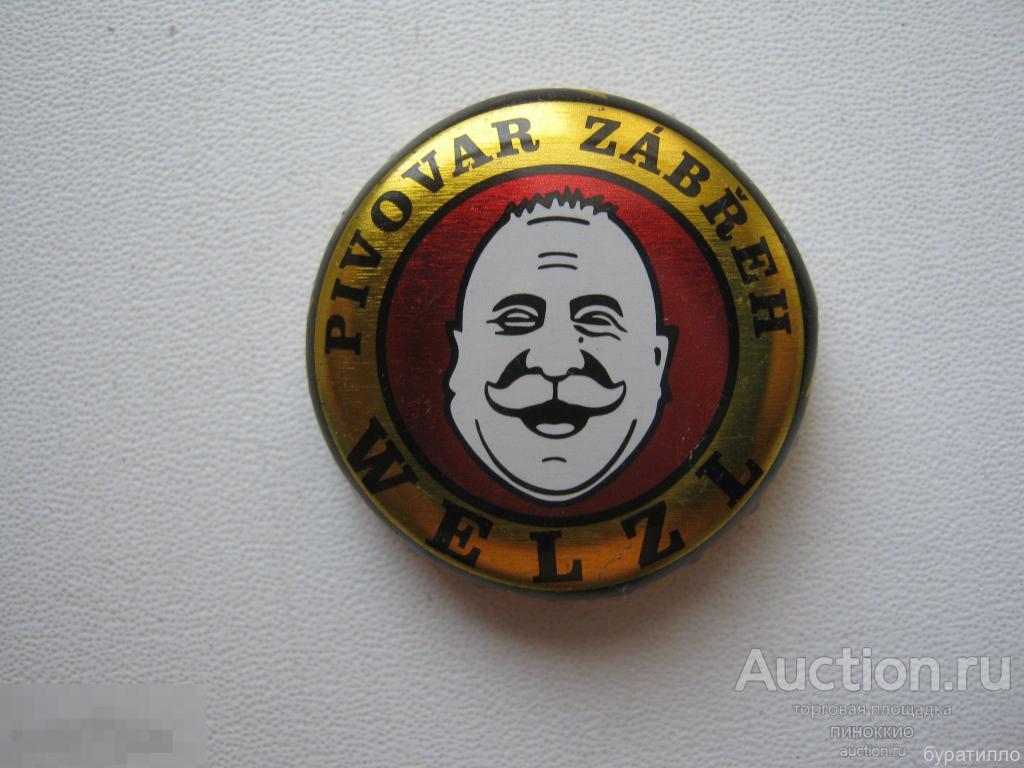 PIVOVAR ZÁBŘEH
WELZL
Auction.ru
торговая площадка
ПИНОККИО
auction.ru
буратилло